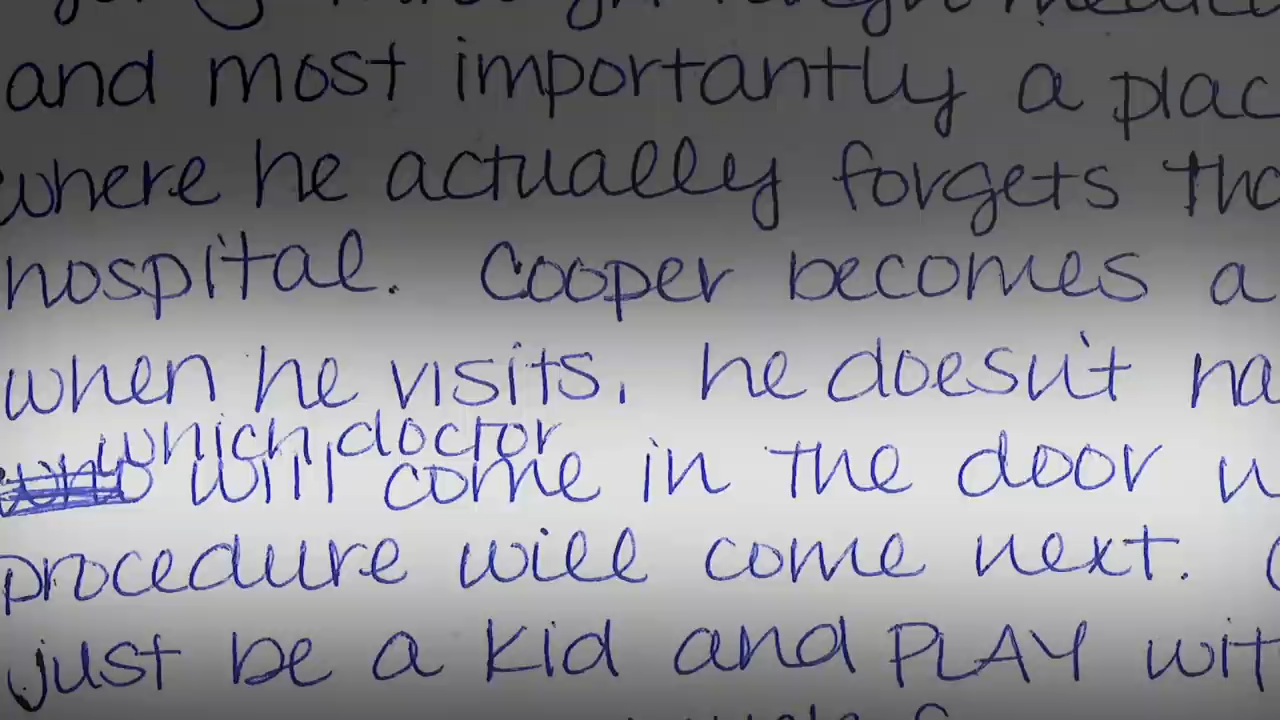 and most importantly a plac
where he actually forgets tha
hospital. Cooper becomes a
when he visits. he doesn't ha
which doctor
will come in the door w
procedure will come next.
just be a kid and PLAY wit